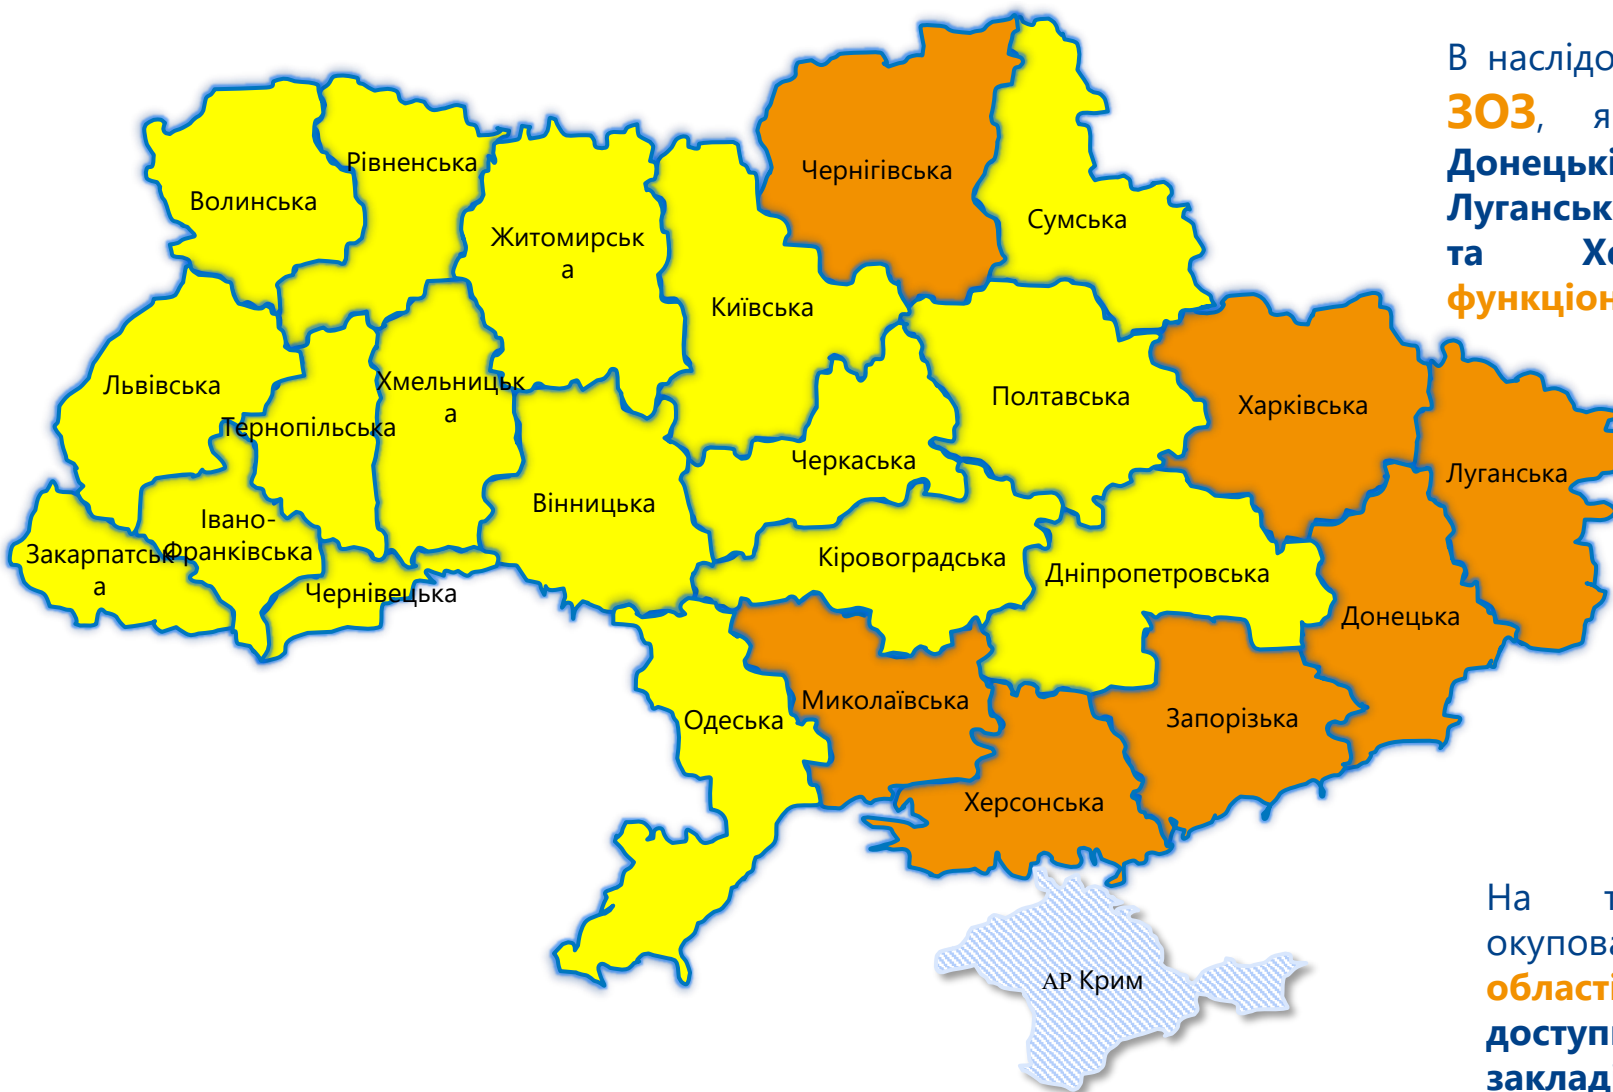 В наслідо
ЗОЗ, я
Донецькі
Луганськ
та Хе
функціон
Чернігівська
Рівненська
Волинська
Сумська
Житомирськ
а
Київська
Львівська
Хмельницьк
а
Тернопільська
Полтавська
Харківська
Черкаська
Луганська
Вінницька
Івано-
Франківська
Закарпатськ
а
Кіровоградська
Дніпропетровська
Чернівецька
Донецька
Миколаївська
Одеська
Запорізька
Херсонська
АР Крим
На т
окупова
області
доступн
заклад